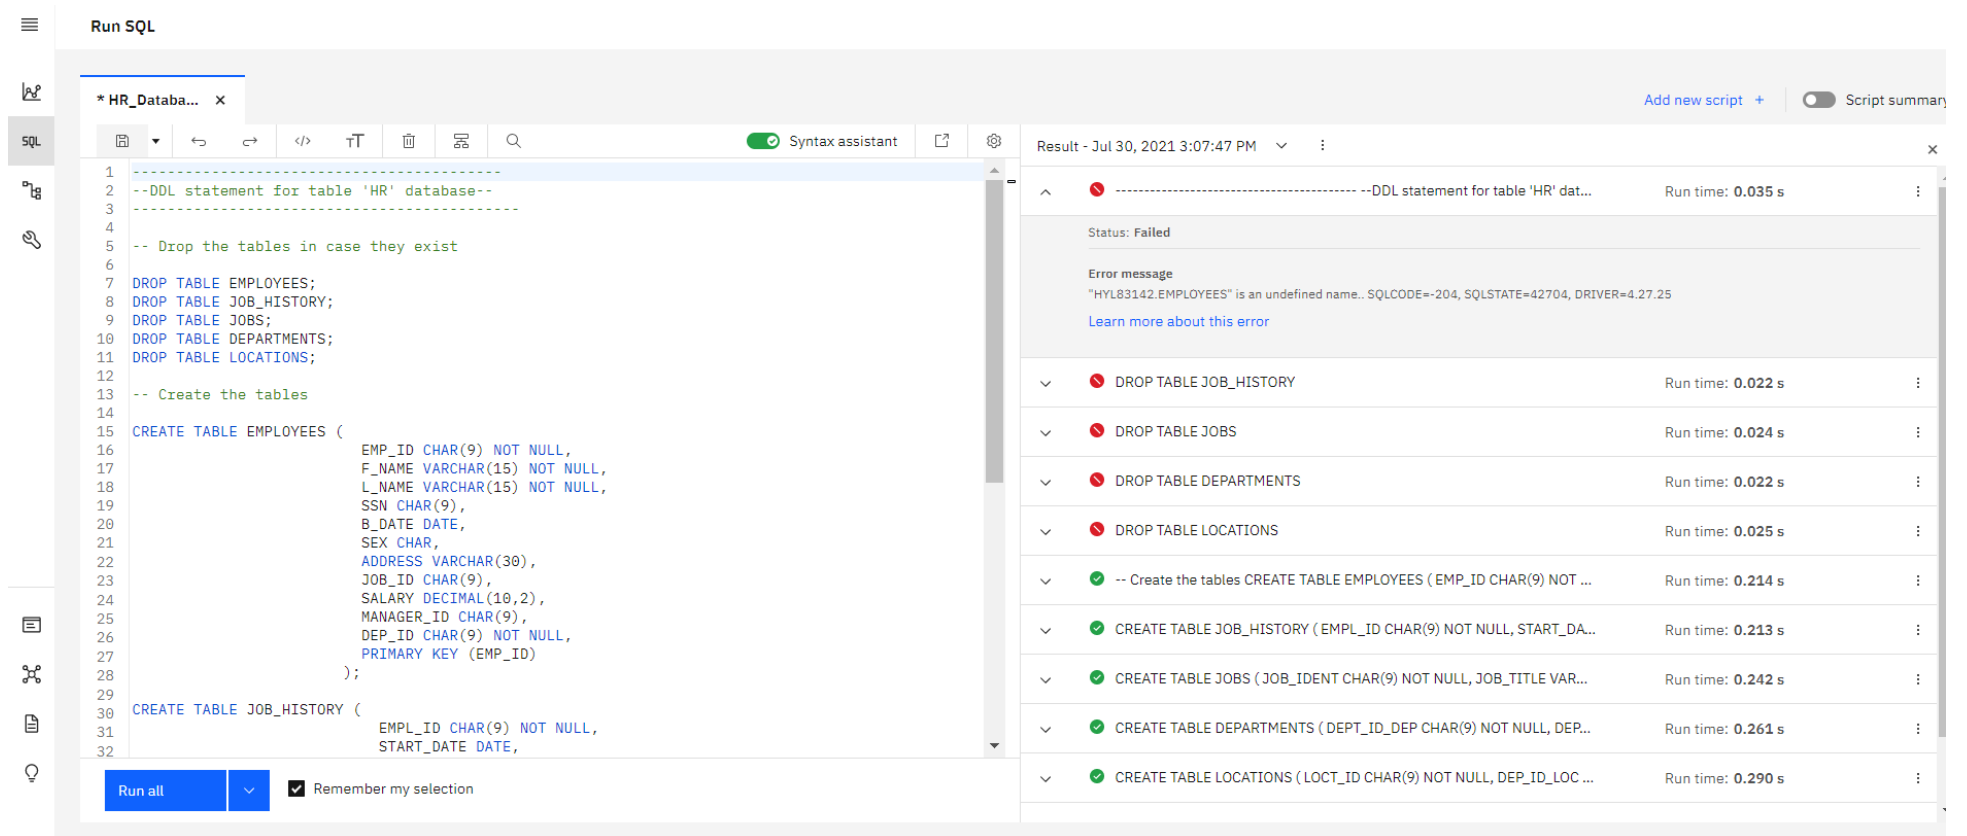 Run SQL
* HR_Databa... ×
Add new script +
Script summary
SQL
Syntax assistant
1 ------------------------------------------
2 --DDL statement for table 'HR' database--
3 --------------------------------------------
4
5 -- Drop the tables in case they exist
6
7 DROP TABLE EMPLOYEES;
8 DROP TABLE JOB_HISTORY;
9 DROP TABLE JOBS;
10 DROP TABLE DEPARTMENTS;
11 DROP TABLE LOCATIONS;
12
13 -- Create the tables
14
15 CREATE TABLE EMPLOYEES (
16 EMP_ID CHAR(9) NOT NULL,
17 F_NAME VARCHAR(15) NOT NULL,
18 L_NAME VARCHAR(15) NOT NULL,
19 SSN CHAR(9),
20 B_DATE DATE,
21 SEX CHAR,
22 ADDRESS VARCHAR(30),
23 JOB_ID CHAR(9),
24 SALARY DECIMAL(10,2),
25 MANAGER_ID CHAR(9),
26 DEP_ID CHAR(9) NOT NULL,
27 PRIMARY KEY (EMP_ID)
28 );
29
30 CREATE TABLE JOB_HISTORY (
31 EMPL_ID CHAR(9) NOT NULL,
32 START_DATE DATE,
Run all
Remember my selection
Result - Jul 30, 2021 3:07:47 PM
------------------------------------------ --DDL statement for table 'HR' dat... Run time: 0.035 s
Status: Failed
Error message
"HYL83142.EMPLOYEES" is an undefined name.. SQLCODE=-204, SQLSTATE=42704, DRIVER=4.27.25
Learn more about this error
DROP TABLE JOB_HISTORY Run time: 0.022 s
DROP TABLE JOBS Run time: 0.024 s
DROP TABLE DEPARTMENTS Run time: 0.022 s
DROP TABLE LOCATIONS Run time: 0.025 s
-- Create the tables CREATE TABLE EMPLOYEES ( EMP_ID CHAR(9) NOT ... Run time: 0.214 s
CREATE TABLE JOB_HISTORY ( EMPL_ID CHAR(9) NOT NULL, START_DA... Run time: 0.213 s
CREATE TABLE JOBS ( JOB_IDENT CHAR(9) NOT NULL, JOB_TITLE VAR... Run time: 0.242 s
CREATE TABLE DEPARTMENTS ( DEPT_ID_DEP CHAR(9) NOT NULL, DEP... Run time: 0.261 s
CREATE TABLE LOCATIONS ( LOCT_ID CHAR(9) NOT NULL, DEP_ID_LOC ... Run time: 0.290 s